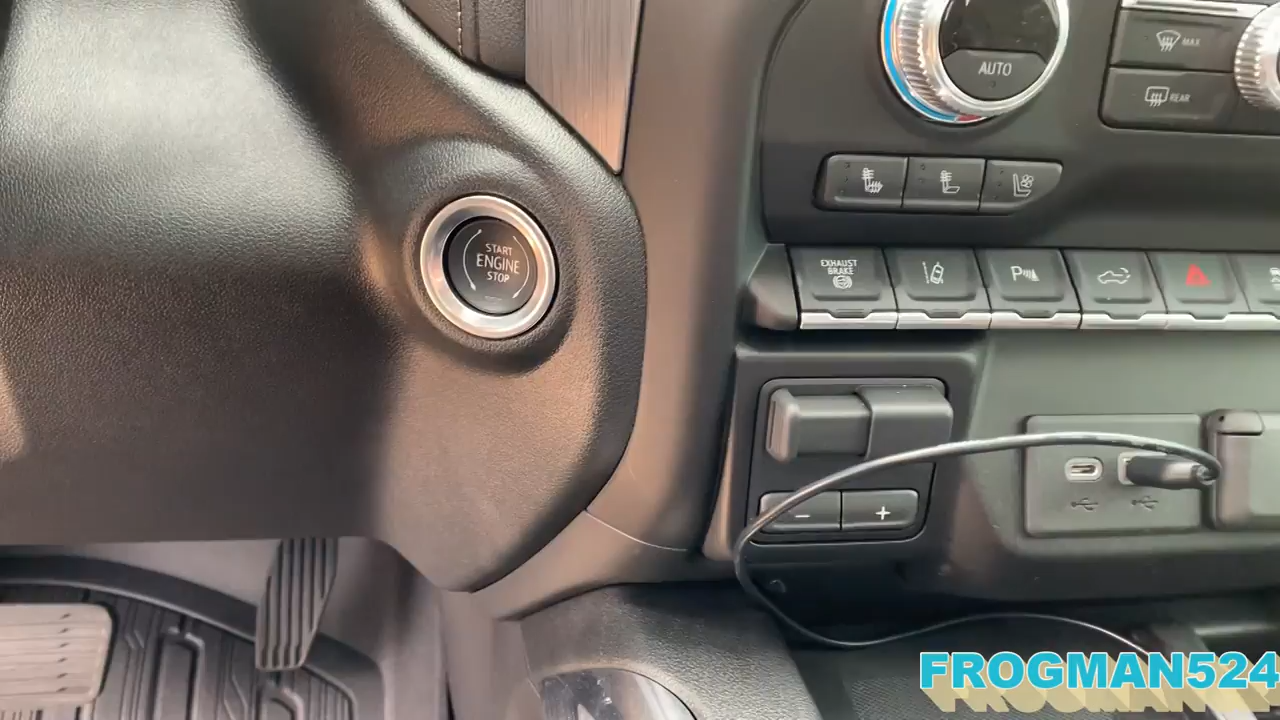 MAX
AUTO
REAR
START
ENGINE
STOP
EXHAUST
BRAKE
P
- +
FROGMAN524